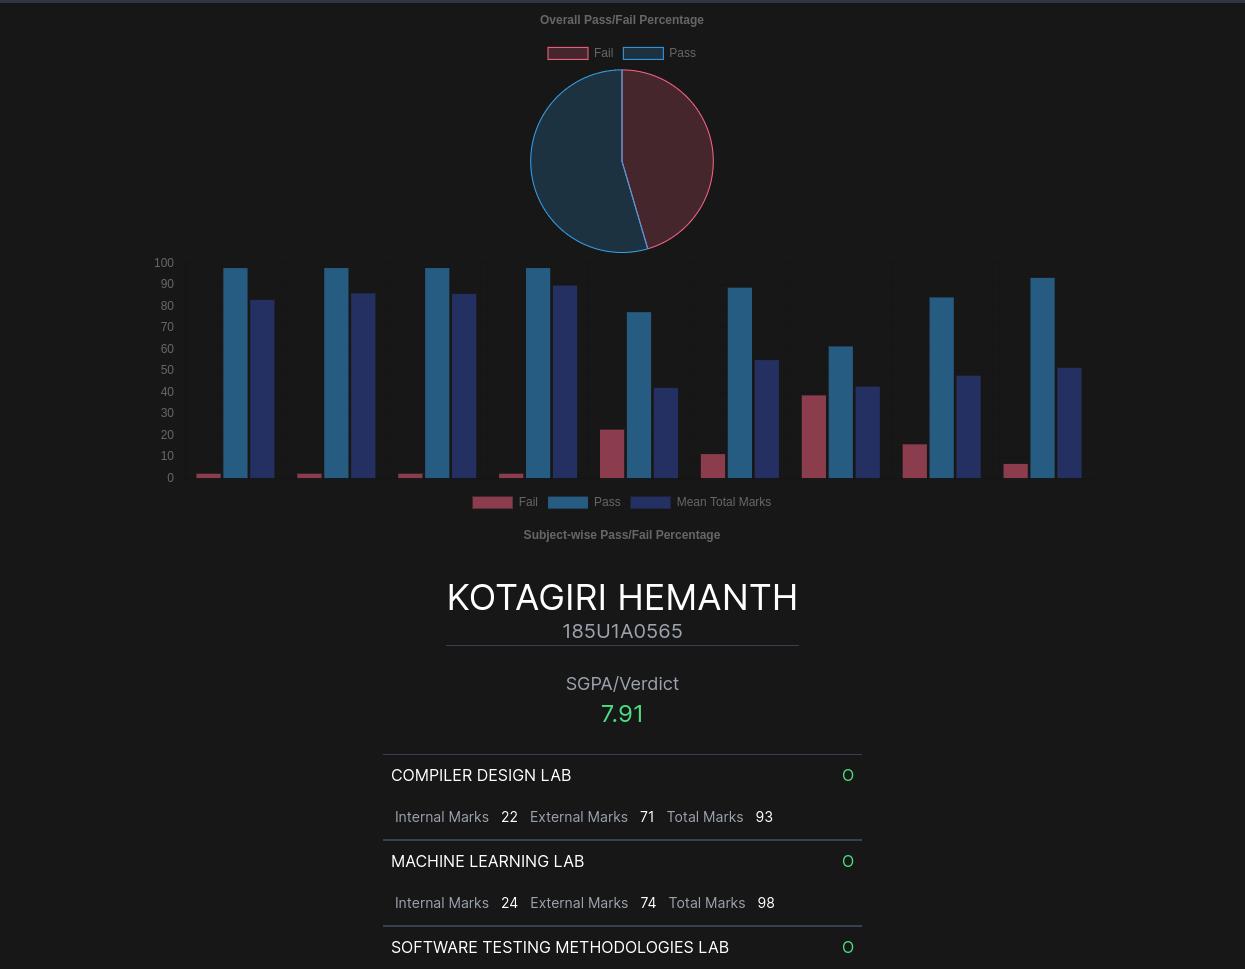 Overall Pass/Fail Percentage
Fail Pass
100
90
80
70
60
50
40
30
20
10
0
Fail Pass Mean Total Marks
Subject-wise Pass/Fail Percentage
KOTAGIRI HEMANTH
185U1A0565
SGPA/Verdict
7.91
COMPILER DESIGN LAB O
Internal Marks 22 External Marks 71 Total Marks 93
MACHINE LEARNING LAB O
Internal Marks 24 External Marks 74 Total Marks 98
SOFTWARE TESTING METHODOLOGIES LAB O